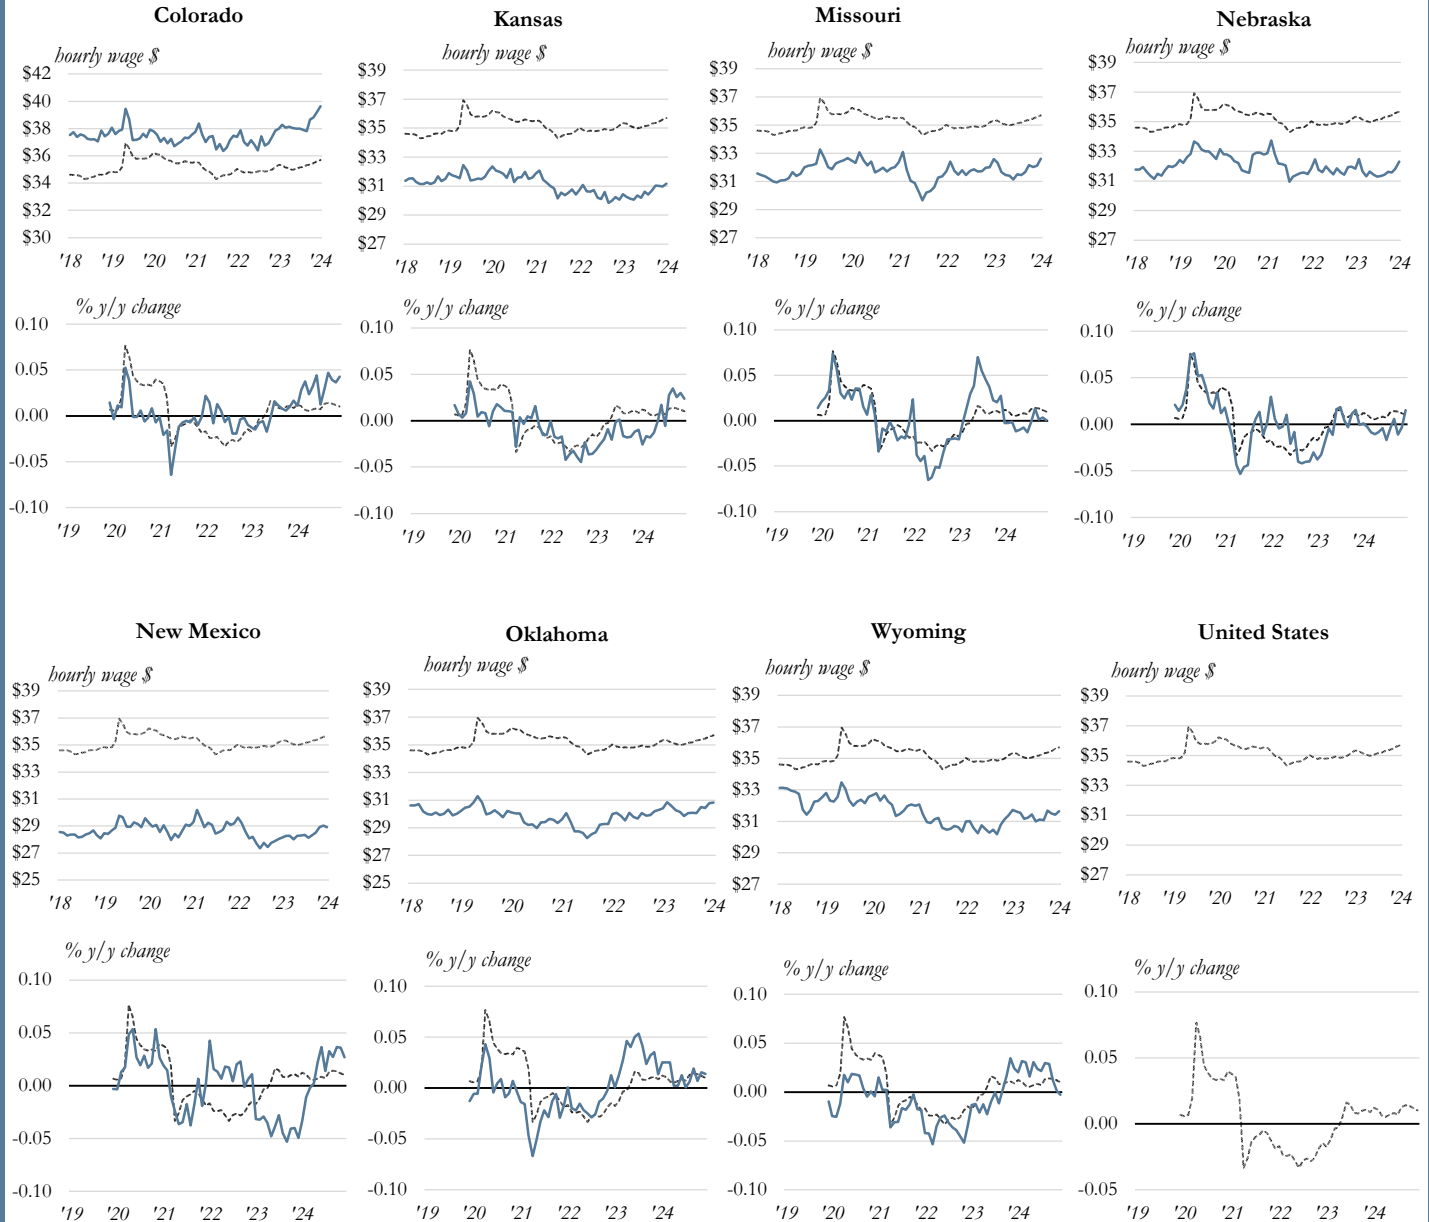 Colorado
hourly wage $
$42
$40
$38
$36
$34
$32
$30
'18 '19 '20 '21 '22 '23 '24
% y/y change
0.10
0.05
0.00
-0.05
-0.10
'19 '20 '21 '22 '23 '24
Kansas
hourly wage $
$39
$37
$35
$33
$31
$29
$27
'18 '19 '20 '21 '22 '23 '24
% y/y change
0.10
0.05
0.00
-0.05
-0.10
'19 '20 '21 '22 '23 '24
Missouri
hourly wage $
$39
$37
$35
$33
$31
$29
$27
'18 '19 '20 '21 '22 '23 '24
% y/y change
0.10
0.05
0.00
-0.05
-0.10
'19 '20 '21 '22 '23 '24
Nebraska
hourly wage $
$39
$37
$35
$33
$31
$29
$27
'18 '19 '20 '21 '22 '23 '24
% y/y change
0.10
0.05
0.00
-0.05
-0.10
'19 '20 '21 '22 '23 '24
New Mexico
hourly wage $
$39
$37
$35
$33
$31
$29
$27
$25
'18 '19 '20 '21 '22 '23 '24
% y/y change
0.10
0.05
0.00
-0.05
-0.10
'19 '20 '21 '22 '23 '24
Oklahoma
hourly wage $
$39
$37
$35
$33
$31
$29
$27
$25
'18 '19 '20 '21 '22 '23 '24
% y/y change
0.10
0.05
0.00
-0.05
-0.10
'19 '20 '21 '22 '23 '24
Wyoming
hourly wage $
$39
$37
$35
$33
$31
$29
$27
'18 '19 '20 '21 '22 '23 '24
% y/y change
0.10
0.05
0.00
-0.05
-0.10
'19 '20 '21 '22 '23 '24
United States
hourly wage $
$39
$37
$35
$33
$31
$29
$27
'18 '19 '20 '21 '22 '23 '24
% y/y change
0.10
0.05
0.00
-0.05
'19 '20 '21 '22 '23 '24